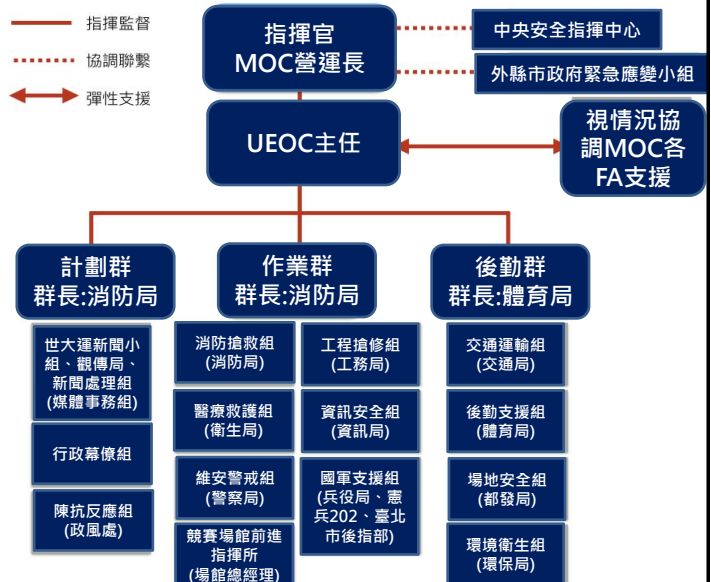 指揮監督
協調聯繫
彈性支援
指揮官
MOC營運長
中央安全指揮中心
外縣市政府緊急應變小組
UEOC主任
視情況協
調MOC各
FA支援
計劃群
群長:消防局
作業群
群長:消防局
後勤群
群長:體育局
世大運新聞小
組、觀傳局、
新聞處理組
(媒體事務組)
行政幕僚組
陳抗反應組
(政風處)
消防搶救組
(消防局)
醫療救護組
(衛生局)
維安警戒組
(警察局)
競賽場館前進
指揮所
(場館總經理)
工程搶修組
(工務局)
資訊安全組
(資訊局)
國軍支援組
(兵役局、憲
兵202、臺北
市後指部)
交通運輸組
(交通局)
後勤支援組
(體育局)
場地安全組
(都發局)
環境衛生組
(環保局)